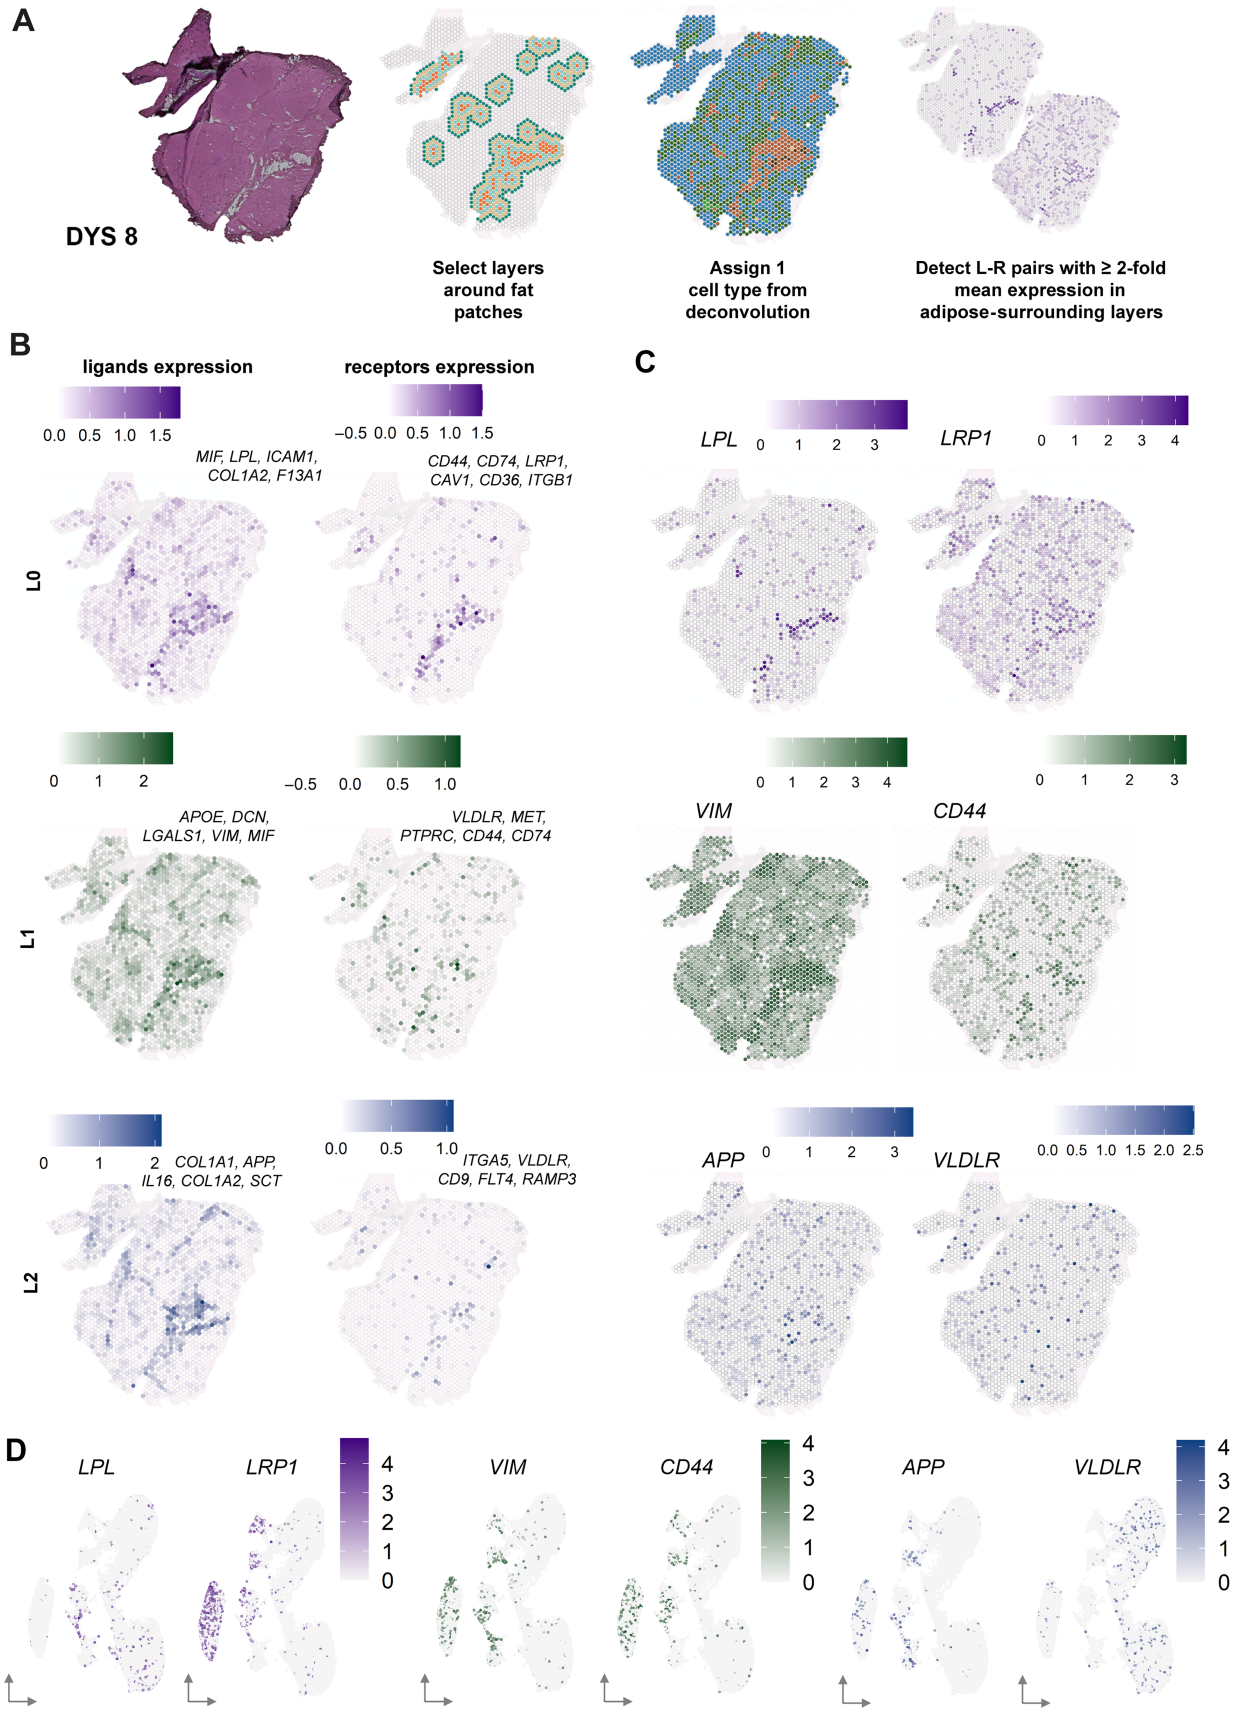 A
DYS 8
Select layers
around fat
patches
Assign 1
cell type from
deconvolution
Detect L-R pairs with ≥ 2-fold
mean expression in
adipose-surrounding layers
B
ligands expression
receptors expression
0.0 0.5 1.0 1.5
−0.5 0.0 0.5 1.5
MIF, LPL, ICAM1,
COL1A2, F13A1
CD44, CD74, LRP1,
CAV1, CD36, ITGB1
L0
0 1 2
−0.5 0.0 0.5 1.0
APOE, DCN,
LGALS1, VIM, MIF
VLDLR, MET,
PTPRC, CD44, CD74
L1
0 1 2
0.0 0.5 1.0
COL1A1, APP,
IL16, COL1A2, SCT
ITGA5, VLDLR,
CD9, FLT4, RAMP3
L2
C
LPL
0 1 2 3
LRP1
0 1 2 3 4
0 1 2 3 4
0 1 2 3
VIM
CD44
APP
0 1 2 3
VLDLR
0.0 0.5 1.0 1.5 2.0 2.5
D
LPL
LRP1
4
3
2
1
0
VIM
CD44
4
3
2
1
0
APP
VLDLR
4
3
2
1
0